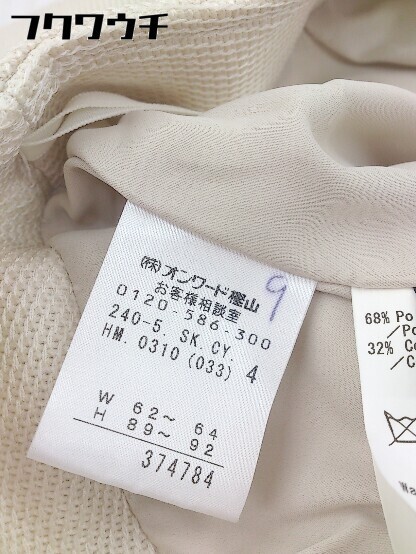 フクワウチ
9
(株)オンワード樫山
お客様相談室
0120-586-300
240-5. SK. CY.
HM. 0310 (033) 4
W 62～ 64
H 89～ 92
374784
68% Po
/Po
32% Co
/C
Wa